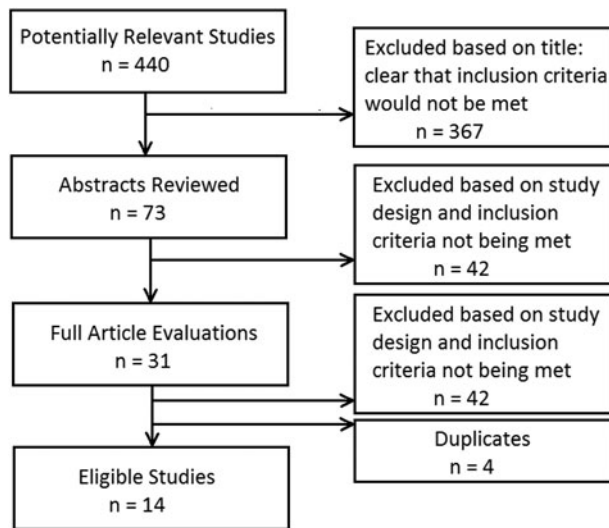 Potentially Relevant Studies
n = 440
Excluded based on title:
clear that inclusion criteria
would not be met
n = 367
Abstracts Reviewed
n = 73
Excluded based on study
design and inclusion
criteria not being met
n = 42
Full Article Evaluations
n = 31
Excluded based on study
design and inclusion
criteria not being met
n = 42
Duplicates
n = 4
Eligible Studies
n = 14